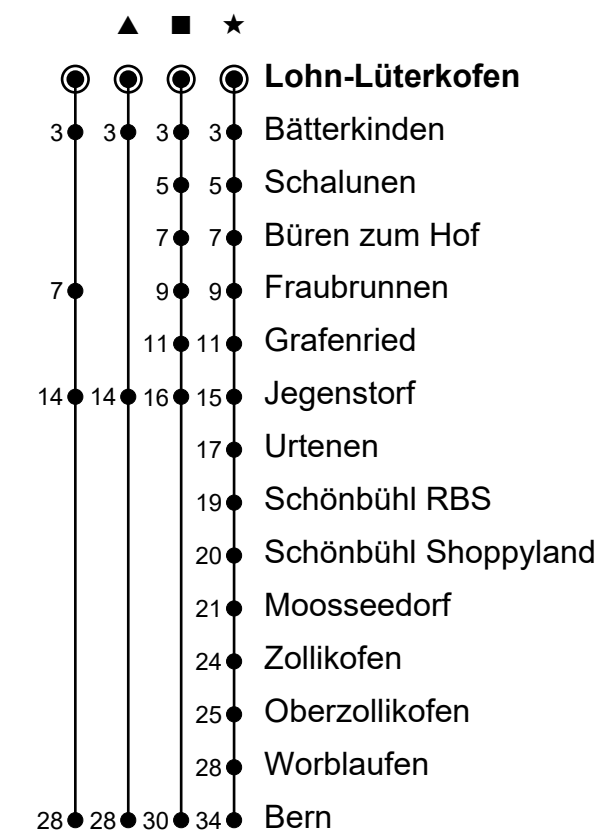 ▲ ■ ★
Lohn-Lüterkofen
3 3 3 3 Bätterkinden
5 5 Schalunen
7 7 Büren zum Hof
7 9 9 Fraubrunnen
11 11 Grafenried
14 14 16 15 Jegenstorf
17 Urtenen
19 Schönbühl RBS
20 Schönbühl Shoppyland
21 Moosseedorf
24 Zollikofen
25 Oberzollikofen
28 Worblaufen
28 28 30 34 Bern